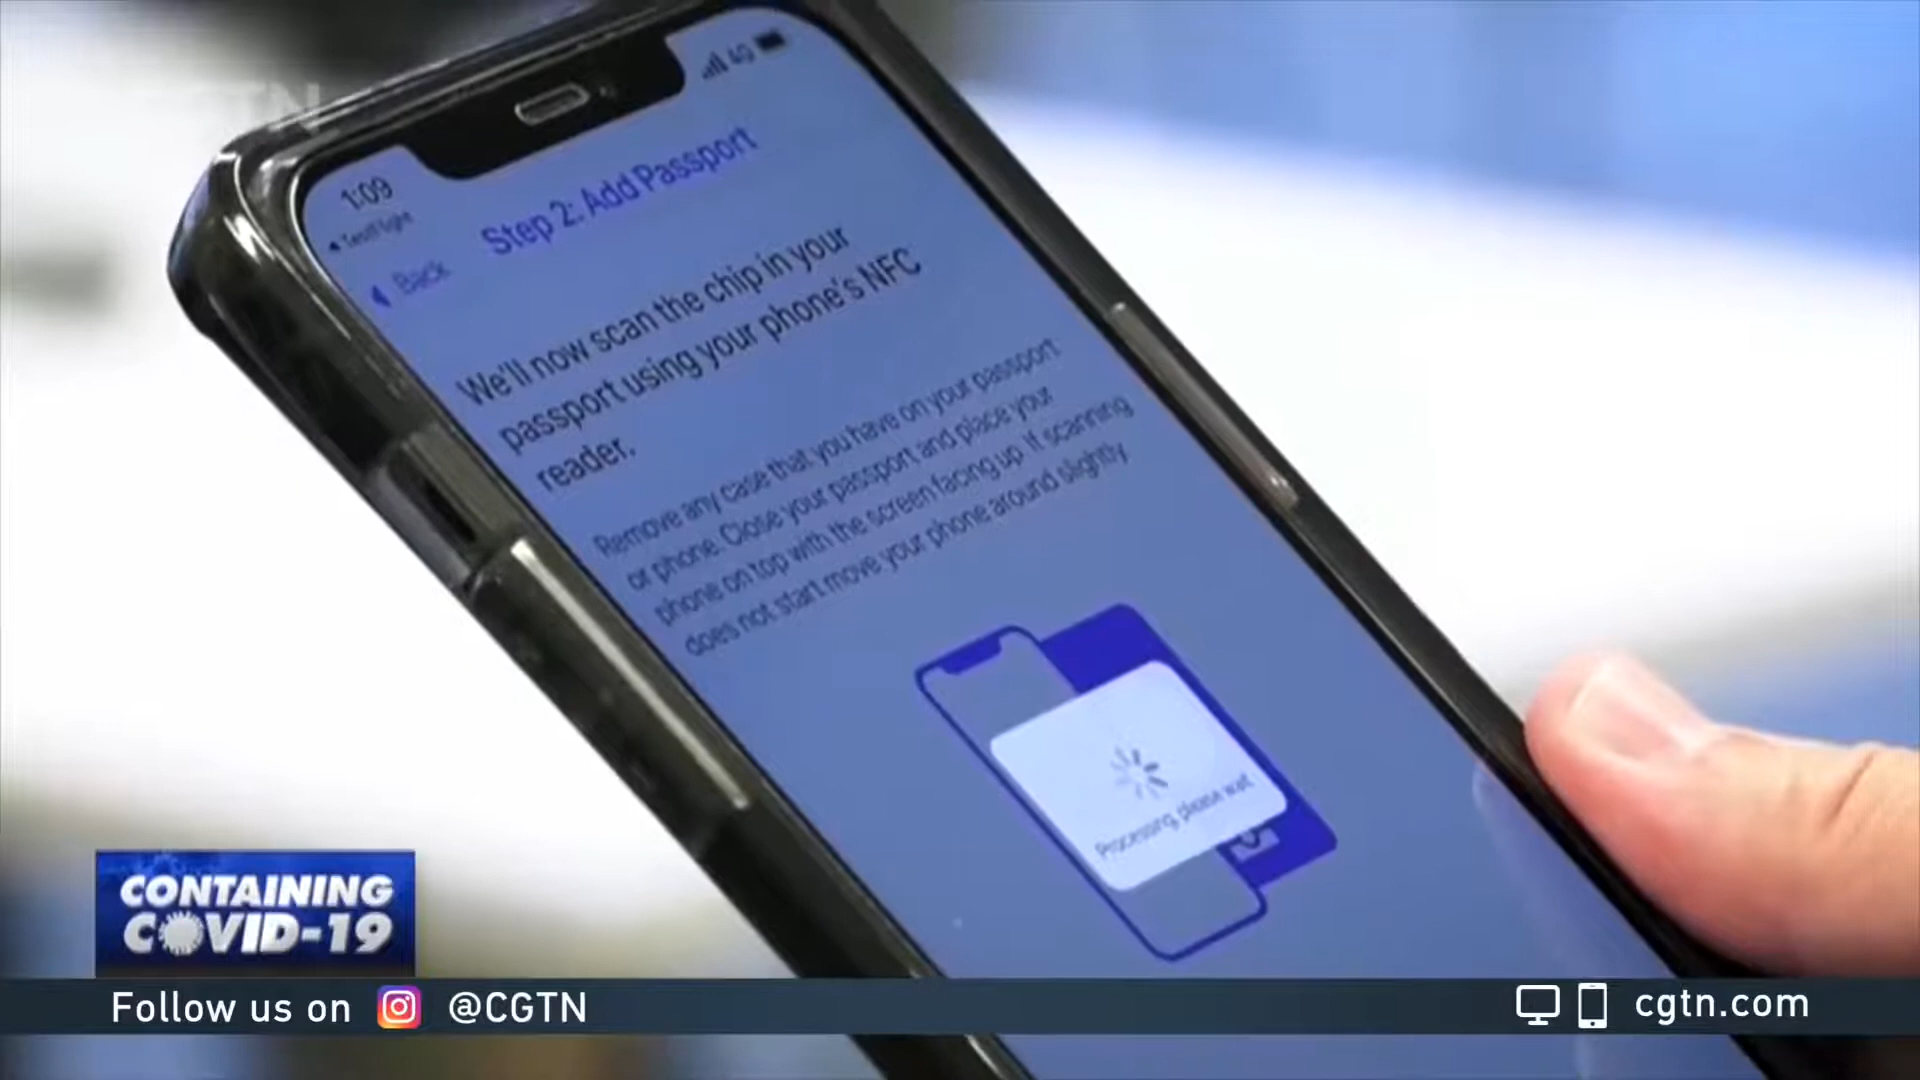 1:09
4G
TestFlight
Back
Step 2: Add Passport
We'll now scan the chip in your
passport using your phone's NFC
reader.
Remove any case that you have on your passport
or phone. Close your passport and place your
phone on top with the screen facing up. If scanning
does not start move your phone around slightly.
Processing, please wait
CONTAINING
COVID-19
Follow us on @CGTN
cgtn.com